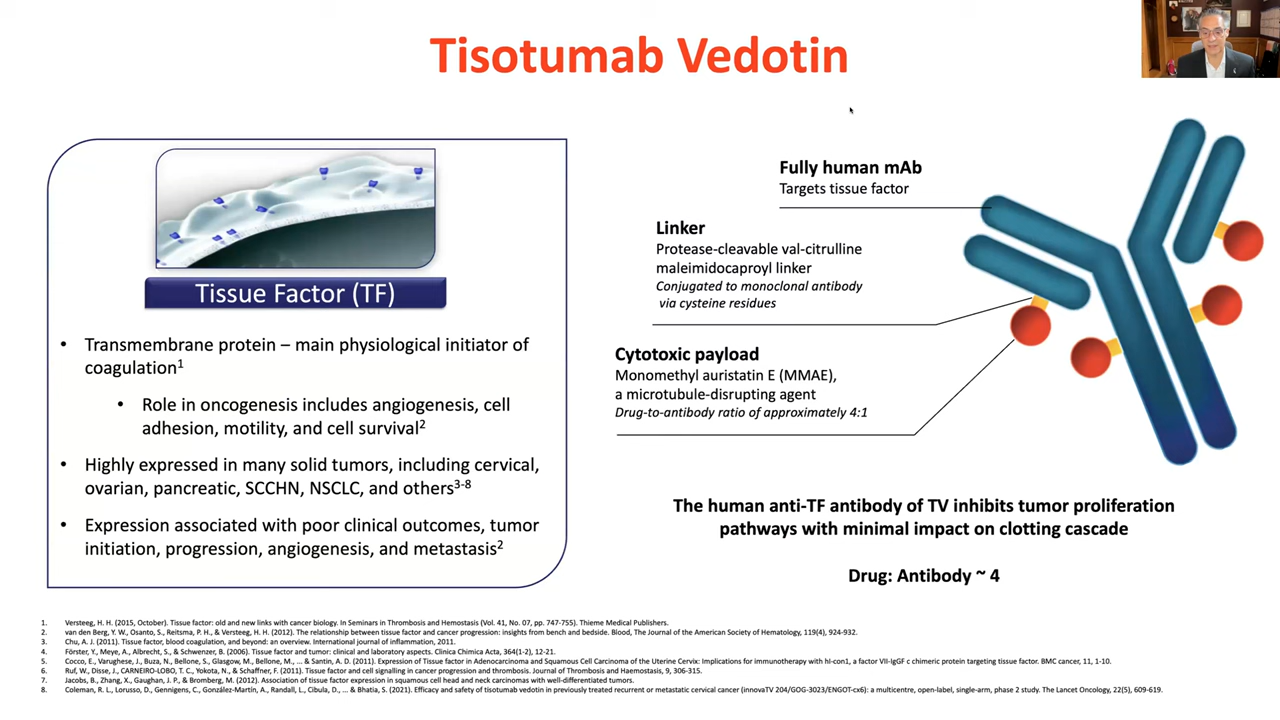 Tisotumab Vedotin
Tissue Factor (TF)
• Transmembrane protein – main physiological initiator of
coagulation1
• Role in oncogenesis includes angiogenesis, cell
adhesion, motility, and cell survival2
• Highly expressed in many solid tumors, including cervical,
ovarian, pancreatic, SCCHN, NSCLC, and others3-8
• Expression associated with poor clinical outcomes, tumor
initiation, progression, angiogenesis, and metastasis2
Fully human mAb
Targets tissue factor
Linker
Protease-cleavable val-citrulline
maleimidocaproyl linker
Conjugated to monoclonal antibody
via cysteine residues
Cytotoxic payload
Monomethyl auristatin E (MMAE),
a microtubule-disrupting agent
Drug-to-antibody ratio of approximately 4:1
The human anti-TF antibody of TV inhibits tumor proliferation
pathways with minimal impact on clotting cascade
Drug: Antibody ~ 4
1. Versteeg, H. H. (2015, October). Tissue factor: old and new links with cancer biology. In Seminars in Thrombosis and Hemostasis (Vol. 41, No. 07, pp. 747-755). Thieme Medical Publishers.
2. van den Berg, Y. W., Osanto, S., Reitsma, P. H., & Versteeg, H. H. (2012). The relationship between tissue factor and cancer progression: insights from bench and bedside. Blood, The Journal of the American Society of Hematology, 119(4), 924-932.
3. Chu, A. J. (2011). Tissue factor, blood coagulation, and beyond: an overview. International journal of inflammation, 2011.
4. Förster, Y., Meye, A., Albrecht, S., & Schwenzer, B. (2006). Tissue factor and tumor: clinical and laboratory aspects. Clinica Chimica Acta, 364(1-2), 12-21.
5. Cocco, E., Varughese, J., Buza, N., Bellone, S., Glasgow, M., Bellone, M., ... & Santin, A. D. (2011). Expression of Tissue factor in Adenocarcinoma and Squamous Cell Carcinoma of the Uterine Cervix: Implications for immunotherapy with hI-con1, a factor VII-IgGF c chimeric protein targeting tissue factor. BMC cancer, 11, 1-10.
6. Ruf, W., Disse, J., CARNEIRO-LOBO, T. C., Yokota, N., & Schaffner, F. (2011). Tissue factor and cell signalling in cancer progression and thrombosis. Journal of Thrombosis and Haemostasis, 9, 306-315.
7. Jacobs, B., Zhang, X., Gaughan, J. P., & Bromberg, M. (2012). Association of tissue factor expression in squamous cell head and neck carcinomas with well-differentiated tumors.
8. Coleman, R. L., Lorusso, D., Gennigens, C., González-Martín, A., Randall, L., Cibula, D., ... & Bhatia, S. (2021). Efficacy and safety of tisotumab vedotin in previously treated recurrent or metastatic cervical cancer (innovaTV 204/GOG-3023/ENGOT-cx6): a multicentre, open-label, single-arm, phase 2 study. The Lancet Oncology, 22(5), 609-619.